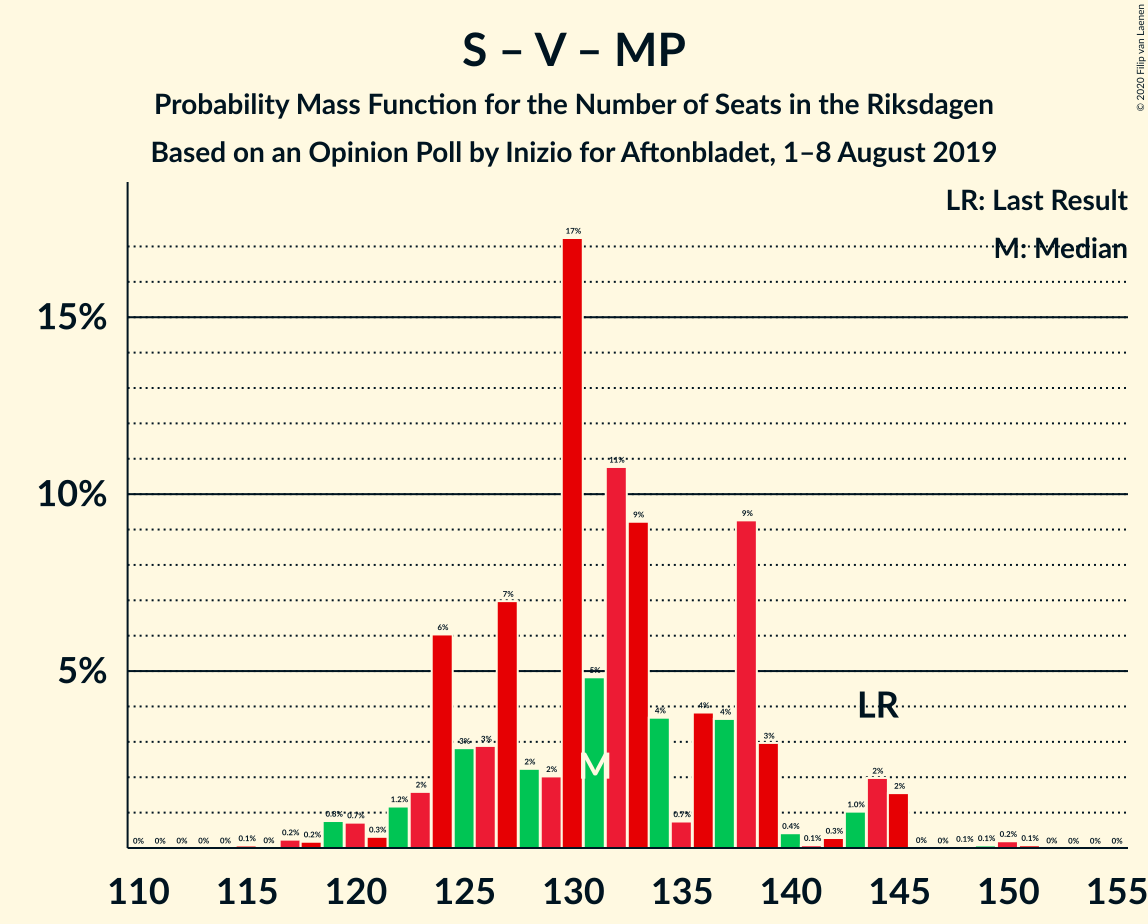 © 2020 Filip van Laenen
S – V – MP
Probability Mass Function for the Number of Seats in the Riksdagen
Based on an Opinion Poll by Inizio for Aftonbladet, 1–8 August 2019
LR: Last Result
M: Median
15%
10%
5%
0% 0% 0% 0% 0% 0.1% 0% 0.2% 0.2% 0.8% 0.7% 0.3% 1.2% 2% 6% 3% 3% 7% 2% 2% 17% 5% 11% 9% 4% 0.7% 4% 4% 9% 3% 0.4% 0.1% 0.3% 1.0% 2% 2% 0% 0% 0.1% 0.1% 0.2% 0.1% 0% 0% 0% 0%
M
LR
110 115 120 125 130 135 140 145 150 155